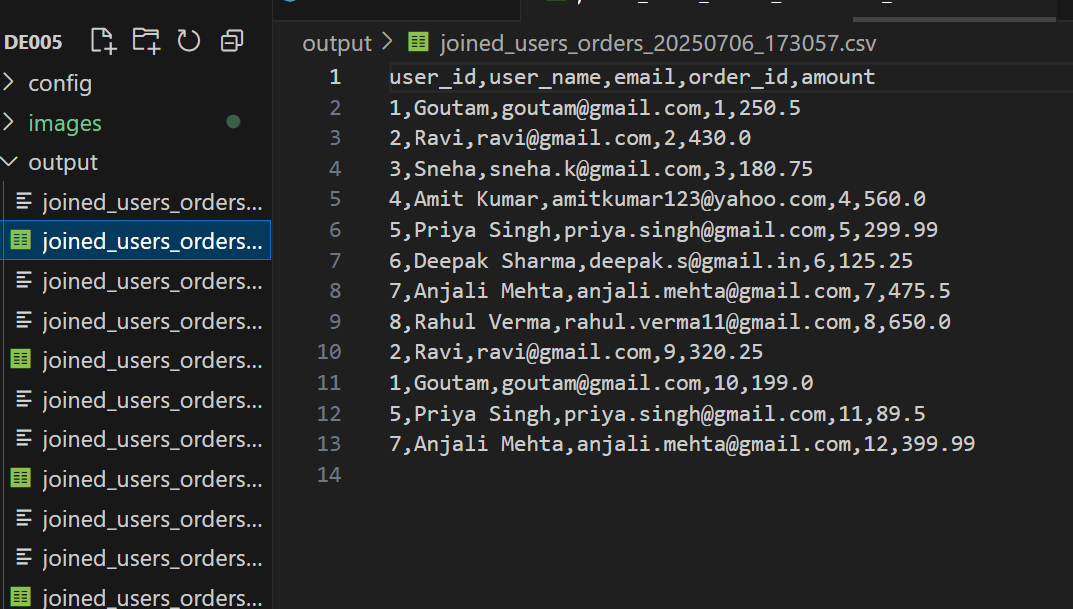 DE005
config
images
output
joined_users_orders...
joined_users_orders...
joined_users_orders...
joined_users_orders...
joined_users_orders...
joined_users_orders...
joined_users_orders...
joined_users_orders...
joined_users_orders...
joined_users_orders...
joined_users_orders...
output > joined_users_orders_20250706_173057.csv
1 user_id,user_name,email,order_id,amount
2 1,Goutam,goutam@gmail.com,1,250.5
3 2,Ravi,ravi@gmail.com,2,430.0
4 3,Sneha,sneha.k@gmail.com,3,180.75
5 4,Amit Kumar,amitkumar123@yahoo.com,4,560.0
6 5,Priya Singh,priya.singh@gmail.com,5,299.99
7 6,Deepak Sharma,deepak.s@gmail.in,6,125.25
8 7,Anjali Mehta,anjali.mehta@gmail.com,7,475.5
9 8,Rahul Verma,rahul.verma11@gmail.com,8,650.0
10 2,Ravi,ravi@gmail.com,9,320.25
11 1,Goutam,goutam@gmail.com,10,199.0
12 5,Priya Singh,priya.singh@gmail.com,11,89.5
13 7,Anjali Mehta,anjali.mehta@gmail.com,12,399.99
14